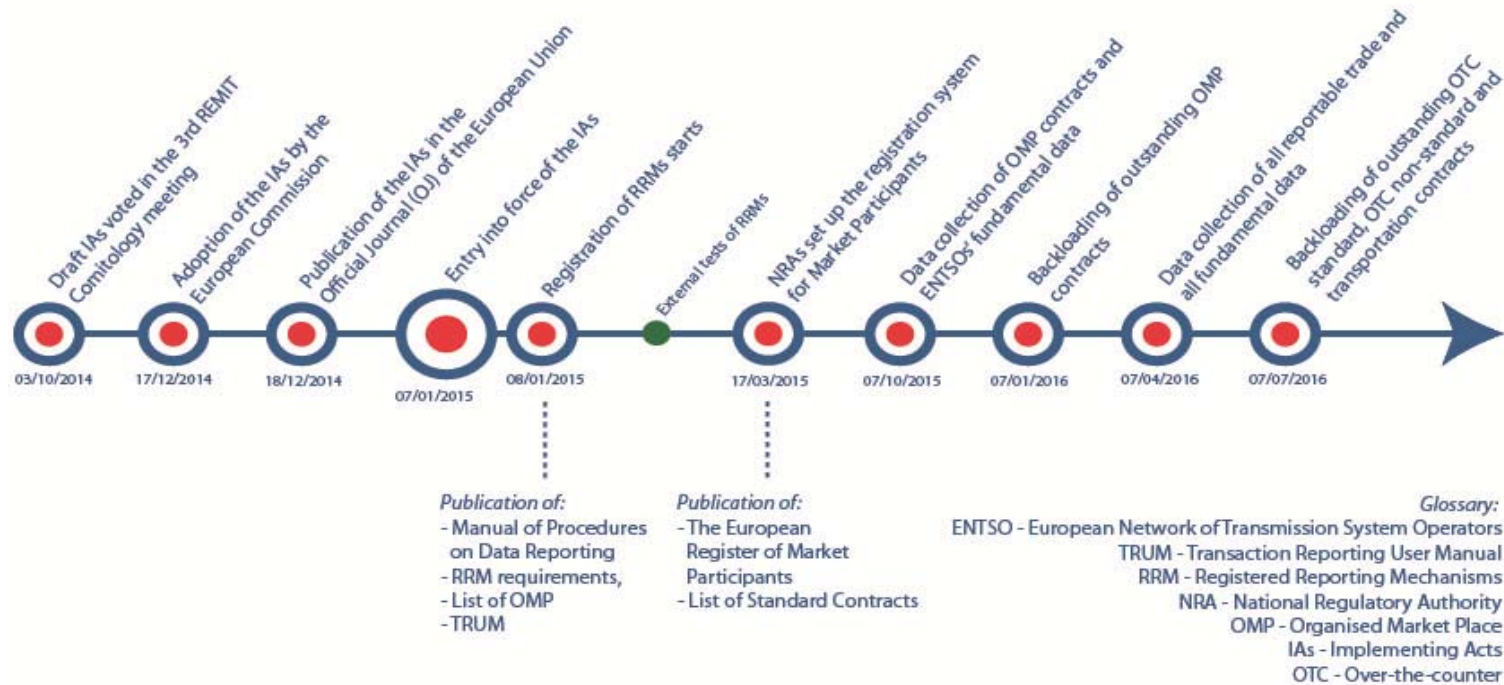 Draft IAs voted in the 3rd REMIT
Comitology meeting
Adoption of the IAs by the
European Commission
Publication of the IAs in the
Official Journal (OJ) of the European Union
Entry into force of the IAs
Registration of RRMs starts
External tests of RRMs
NRAs set up the registration system
for Market Participants
Data collection of OMP contracts and
ENTSOs' fundamental data
Backloading of outstanding OMP
contracts
Data collection of all reportable trade and
all fundamental data
Backloading of outstanding OTC
standard, OTC non-standard and
transportation contracts
03/10/2014
17/12/2014
18/12/2014
07/01/2015
08/01/2015
17/03/2015
07/10/2015
07/01/2016
07/04/2016
07/07/2016
Publication of:
- Manual of Procedures
on Data Reporting
- RRM requirements,
- List of OMP
- TRUM
Publication of:
- The European
Register of Market
Participants
- List of Standard Contracts
Glossary:
ENTSO - European Network of Transmission System Operators
TRUM - Transaction Reporting User Manual
RRM - Registered Reporting Mechanisms
NRA - National Regulatory Authority
OMP - Organised Market Place
IAs - Implementing Acts
OTC - Over-the-counter